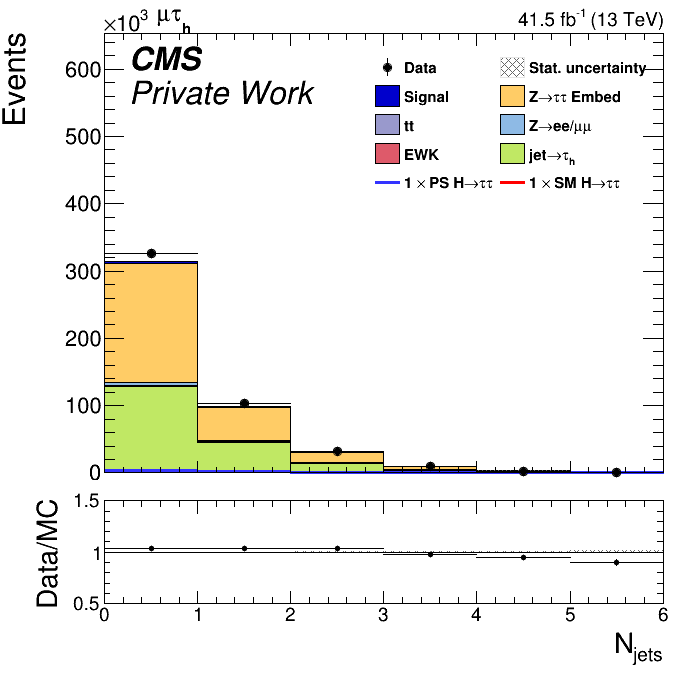 ×10³ μτₕ 41.5 fb⁻¹ (13 TeV)
Events
CMS
Private Work
Data Stat. uncertainty
Signal Z→ττ Embed
tt Z→ee/μμ
EWK jet→τₕ
1 × PS H→ττ 1 × SM H→ττ
600
500
400
300
200
100
0
Data/MC
1.5
1
0.5
0 1 2 3 4 5 6
N_jets